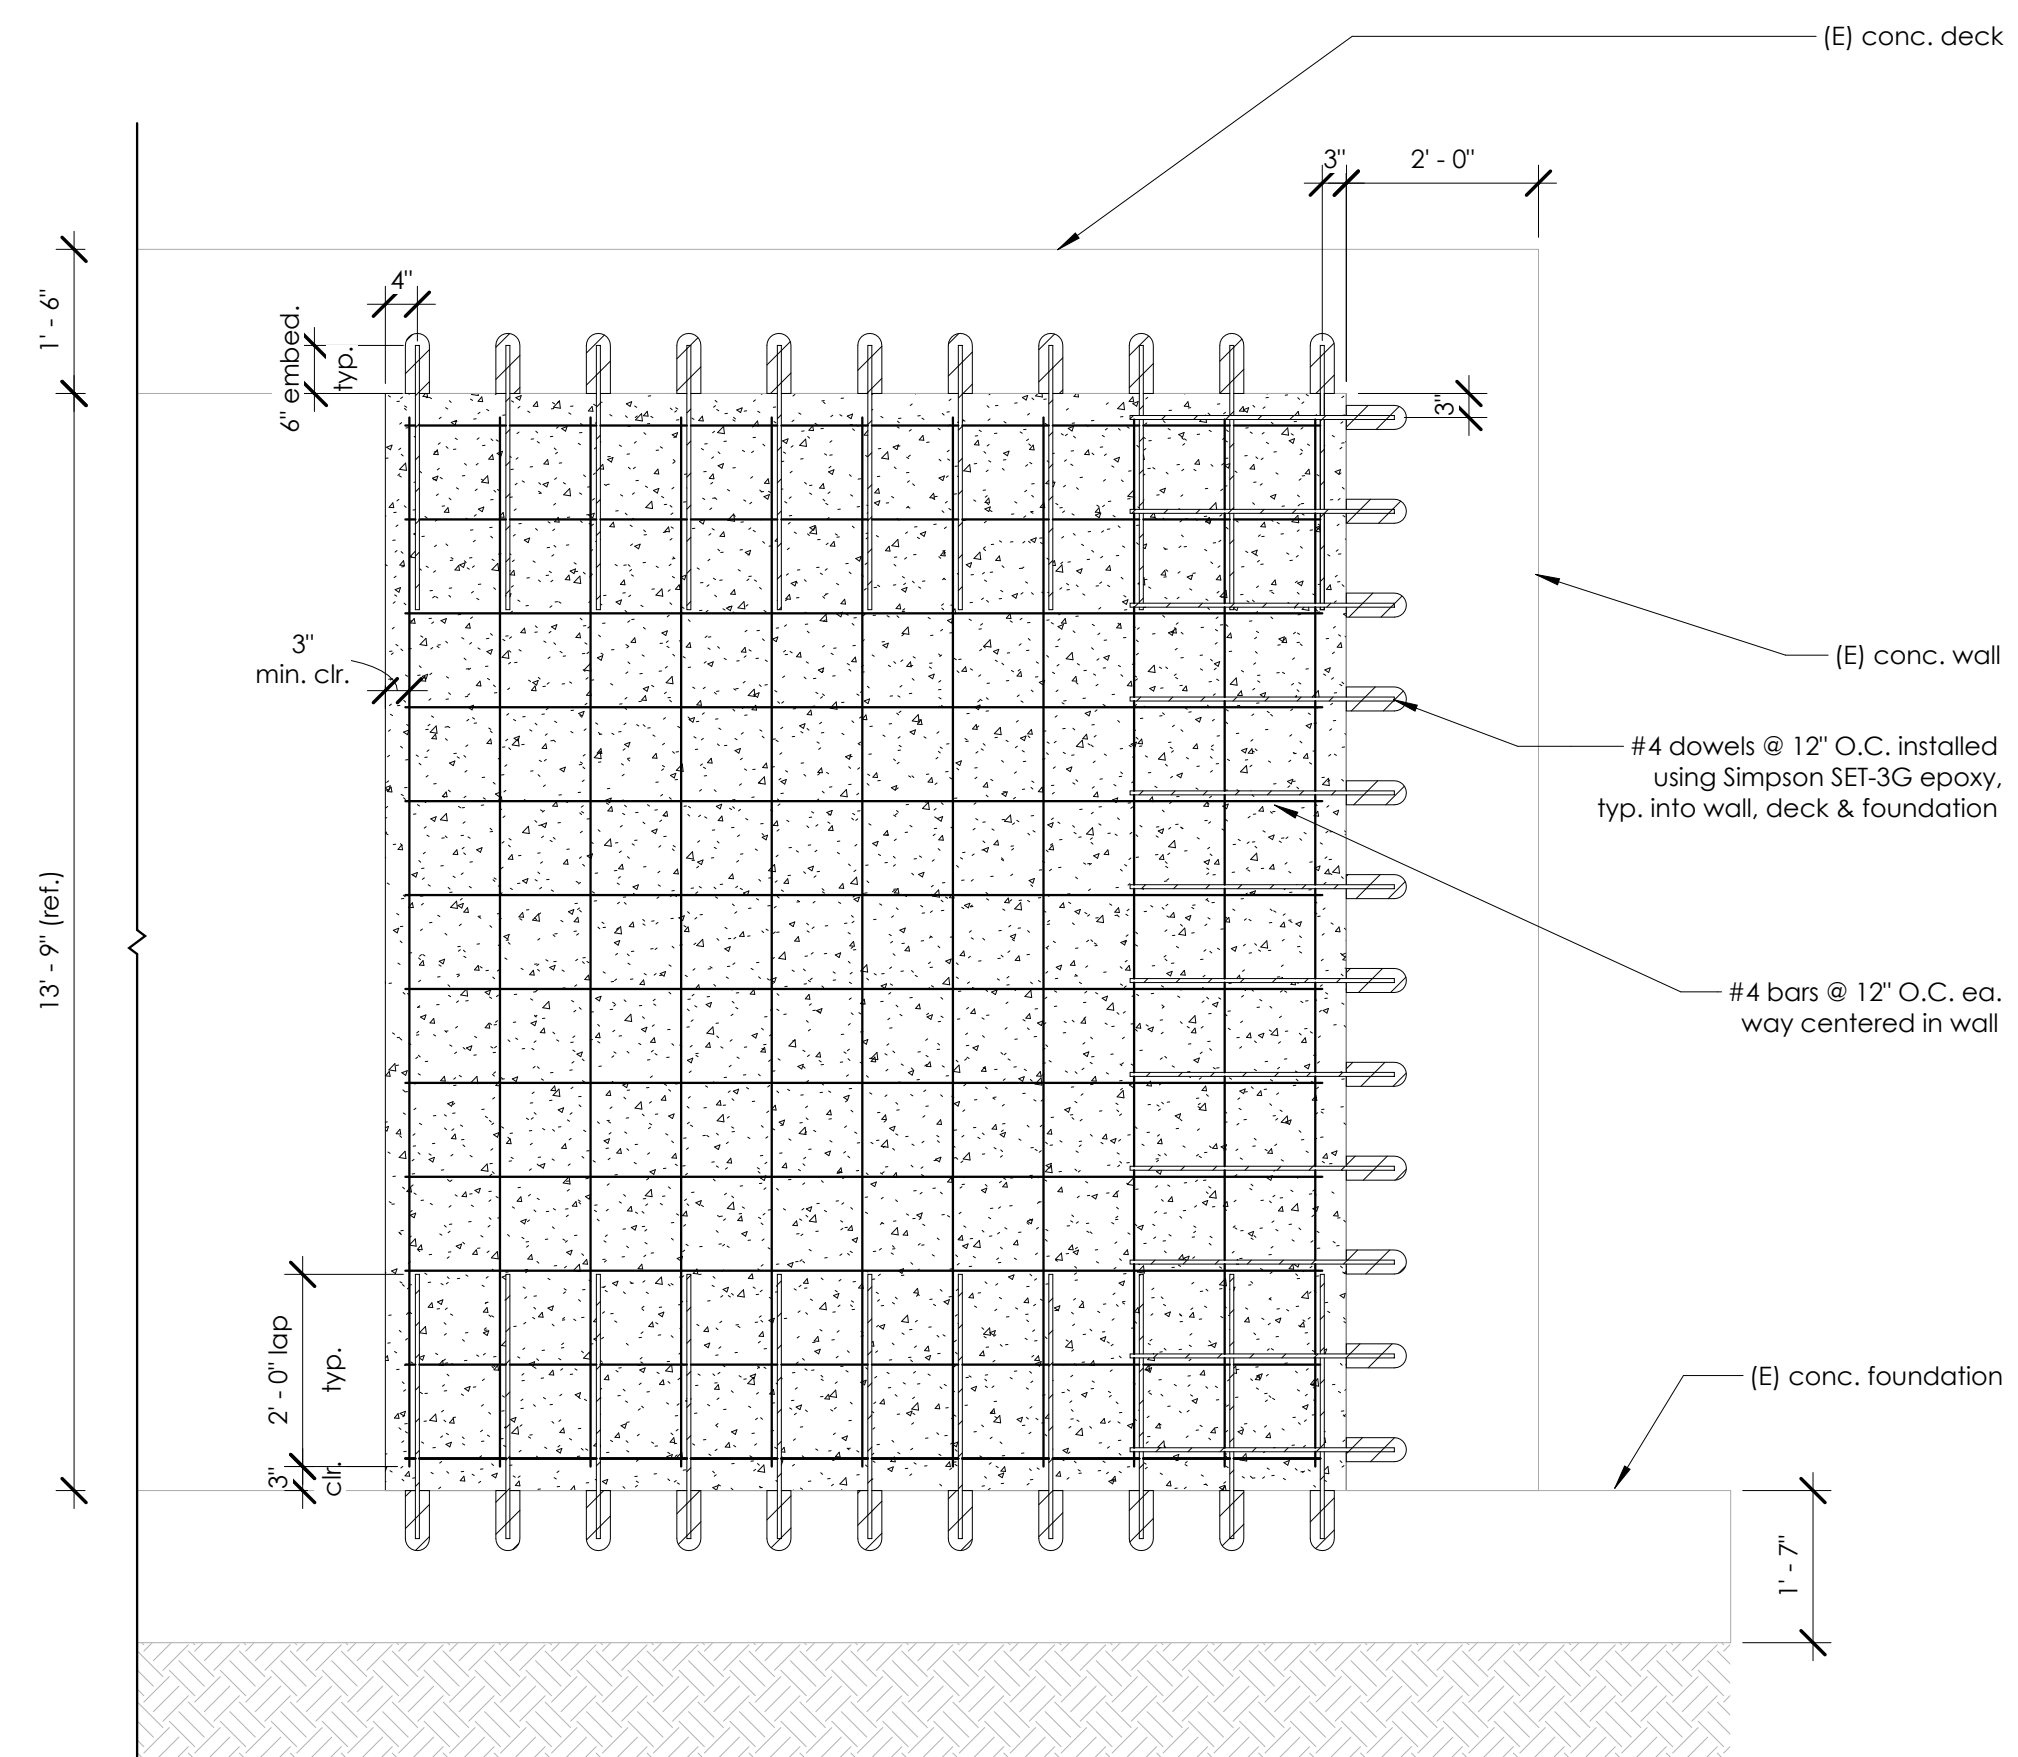 (E) conc. deck
3"
2' - 0"
1' - 6"
4"
6" embed.
typ.
3"
3"
min. clr.
(E) conc. wall
#4 dowels @ 12" O.C. installed
using Simpson SET-3G epoxy,
typ. into wall, deck & foundation
13' - 9" (ref.)
#4 bars @ 12" O.C. ea.
way centered in wall
2' - 0" lap
typ.
(E) conc. foundation
3"
clr.
1' - 7"